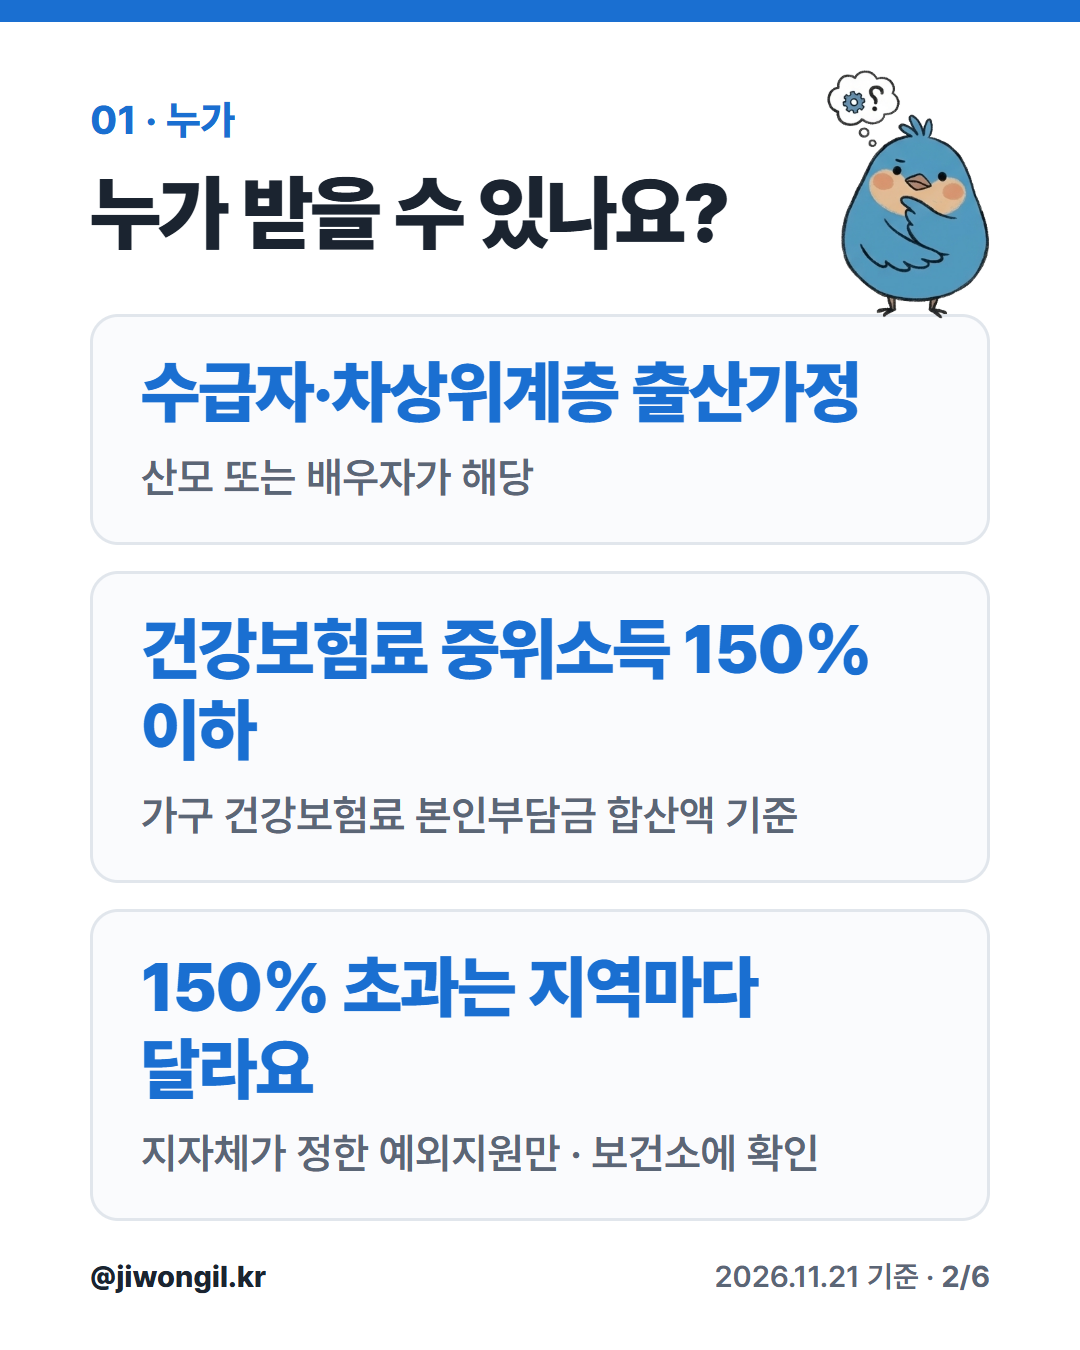 01 · 누가
누가 받을 수 있나요?
수급자·차상위계층 출산가정
산모 또는 배우자가 해당
건강보험료 중위소득 150%
이하
가구 건강보험료 본인부담금 합산액 기준
150% 초과는 지역마다
달라요
지자체가 정한 예외지원만 · 보건소에 확인
@jiwongil.kr
2026.11.21 기준 · 2/6